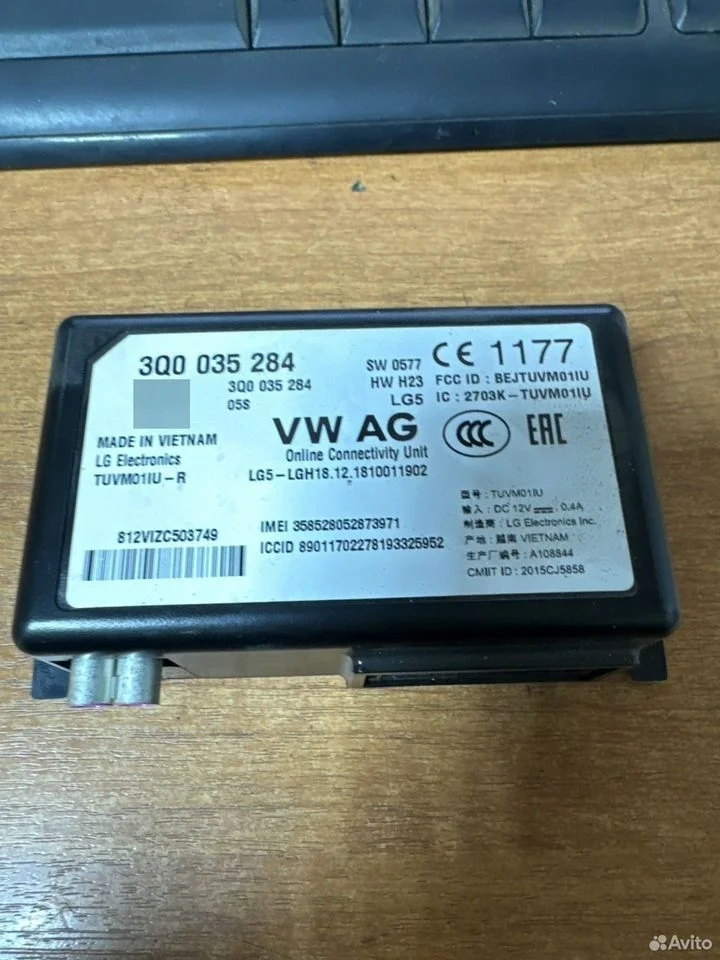 3Q0 035 284
3Q0 035 284
05S
SW 0577
HW H23
LG5
CE 1177
FCC ID : BEJTUVM01IU
IC : 2703K-TUVM01IU
MADE IN VIETNAM
LG Electronics
TUVM01IU-R
VW AG
Online Connectivity Unit
LG5-LGH18.12.1810011902
CCC
EAC
812VIZC503749
IMEI 358528052873971
ICCID 89011702278193325952
型号 : TUVM01IU
输入 : DC 12V 0.4A
制造商 : LG Electronics Inc.
产地 : 越南 VIETNAM
生产厂编号 : A108844
CMIIT ID : 2015CJ5858
Avito